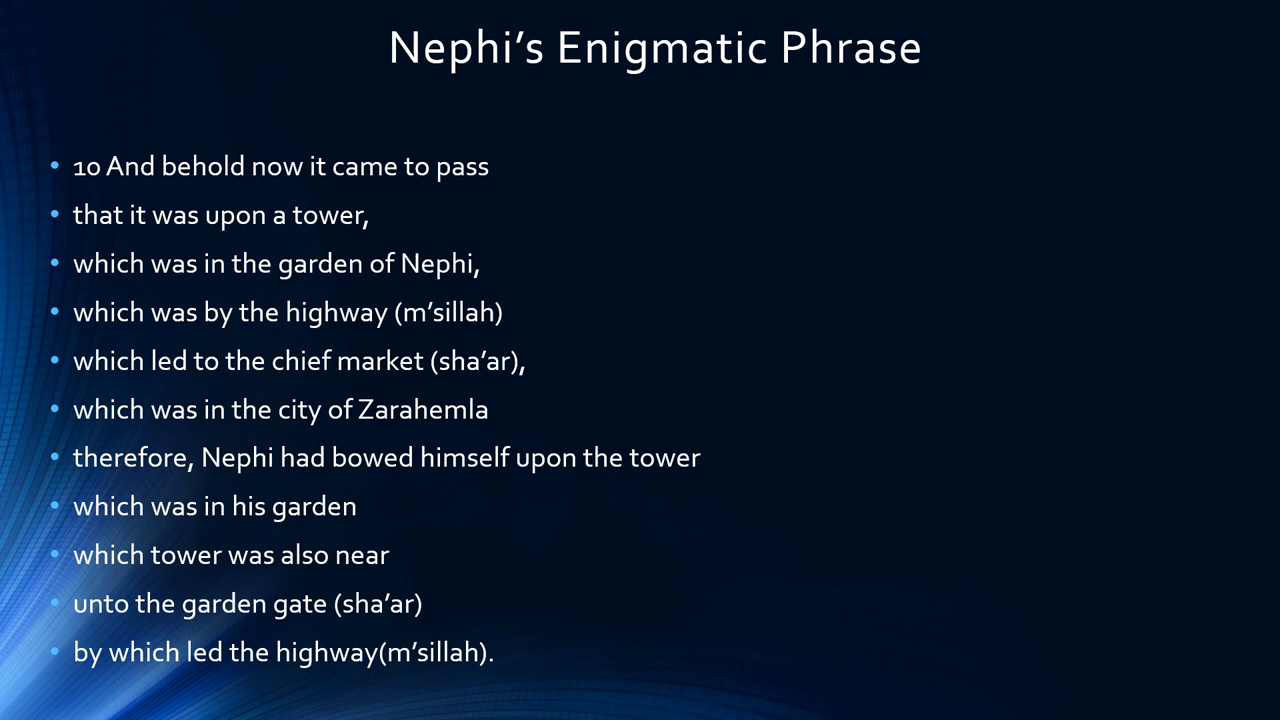 Nephi’s Enigmatic Phrase
• 10 And behold now it came to pass
• that it was upon a tower,
• which was in the garden of Nephi,
• which was by the highway (m’sillah)
• which led to the chief market (sha’ar),
• which was in the city of Zarahemla
• therefore, Nephi had bowed himself upon the tower
• which was in his garden
• which tower was also near
• unto the garden gate (sha’ar)
• by which led the highway(m’sillah).